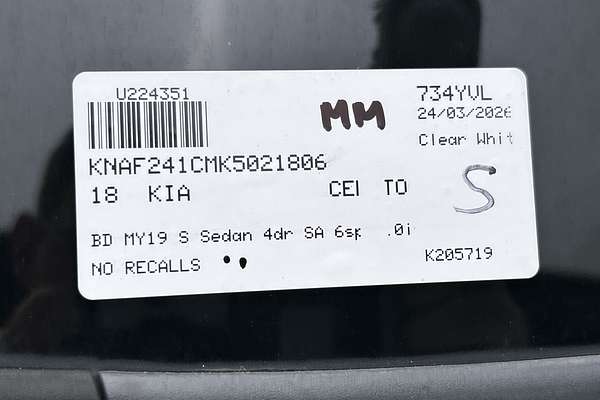 U224351
MM
734YVL
24/03/2026
Clear Whit
KNAF241CMK5021806
18 KIA CEI TO
S
BD MY19 S Sedan 4dr SA 6sp .0i
NO RECALLS
K205719